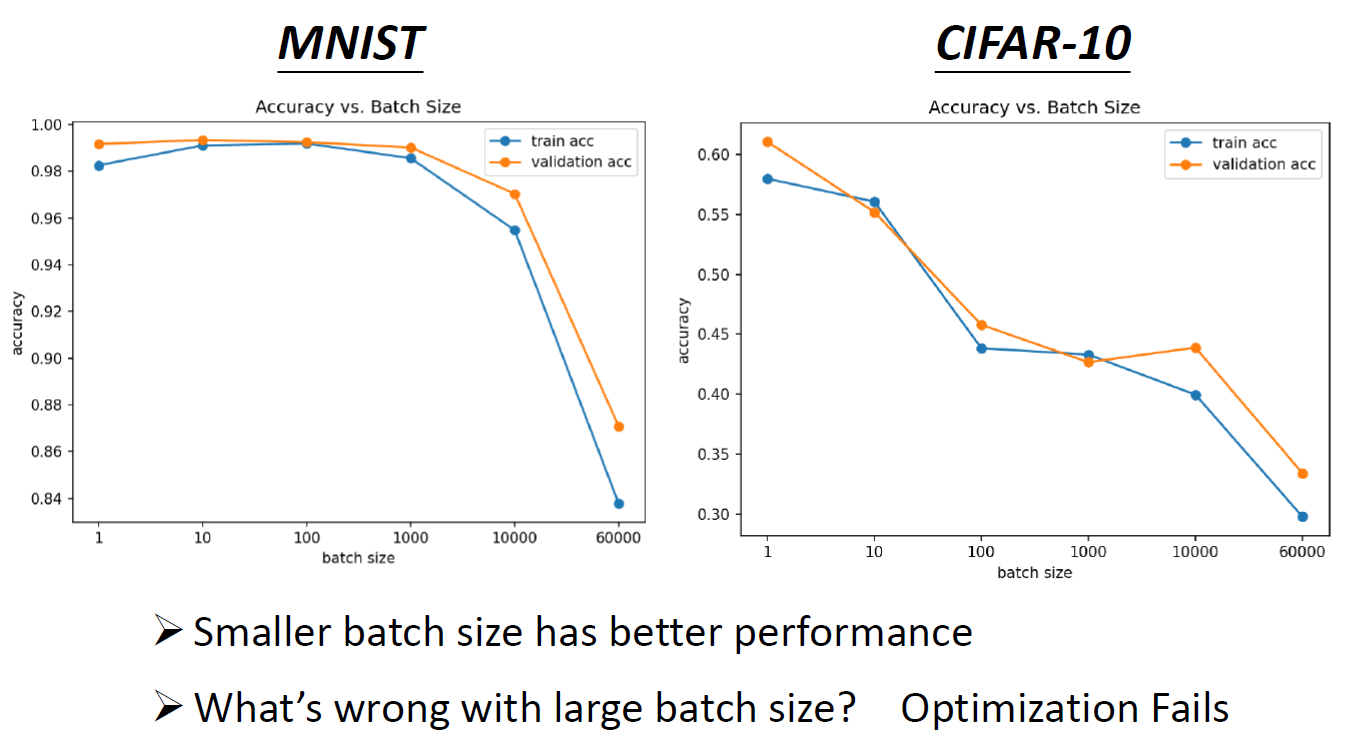 MNIST
Accuracy vs. Batch Size
train acc
validation acc
1.00
0.98
0.96
0.94
0.92
0.90
0.88
0.86
0.84
accuracy
1 10 100 1000 10000 60000
batch size
CIFAR-10
Accuracy vs. Batch Size
train acc
validation acc
0.60
0.55
0.50
0.45
0.40
0.35
0.30
accuracy
1 10 100 1000 10000 60000
batch size
➢ Smaller batch size has better performance
➢ What’s wrong with large batch size? Optimization Fails